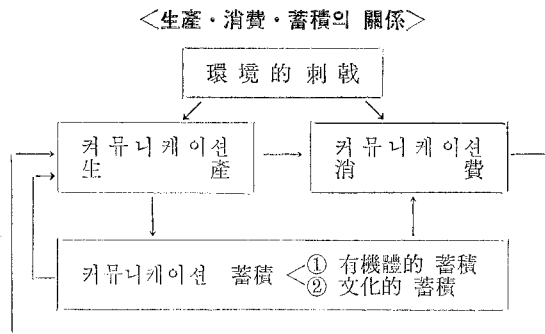 <生產·消費·蓄積의 關係>
環境的 刺戟
커뮤니케이션
生產
커뮤니케이션
消費
커뮤니케이션 蓄積
① 有機體的 蓄積
② 文化的 蓄積